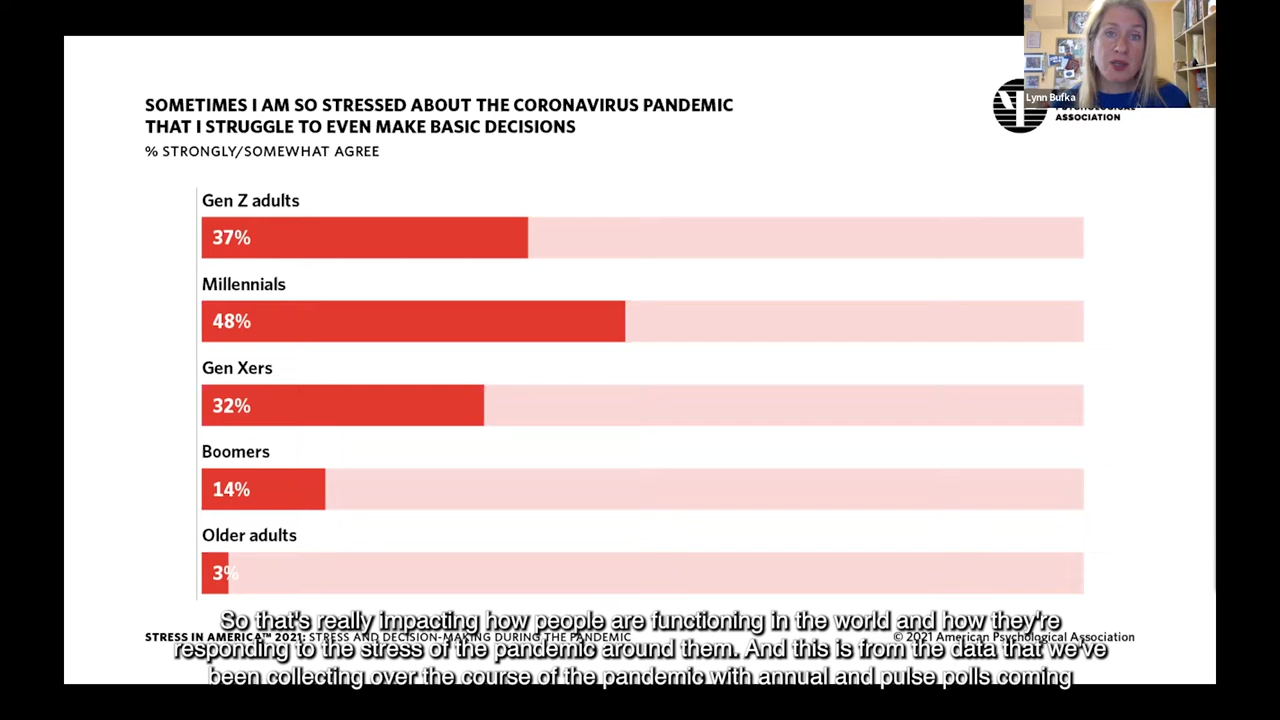 Lynn Bufka
SOMETIMES I AM SO STRESSED ABOUT THE CORONAVIRUS PANDEMIC
THAT I STRUGGLE TO EVEN MAKE BASIC DECISIONS
% STRONGLY/SOMEWHAT AGREE
ASSOCIATION
Gen Z adults
37%
Millennials
48%
Gen Xers
32%
Boomers
14%
Older adults
3%
So that's really impacting how people are functioning in the world and how they're
STRESS IN AMERICA™ 2021: STRESS AND DECISION-MAKING DURING THE PANDEMIC
© 2021 American Psychological Association
responding to the stress of the pandemic around them. And this is from the data that we've
been collecting over the course of the pandemic with annual and pulse polls coming